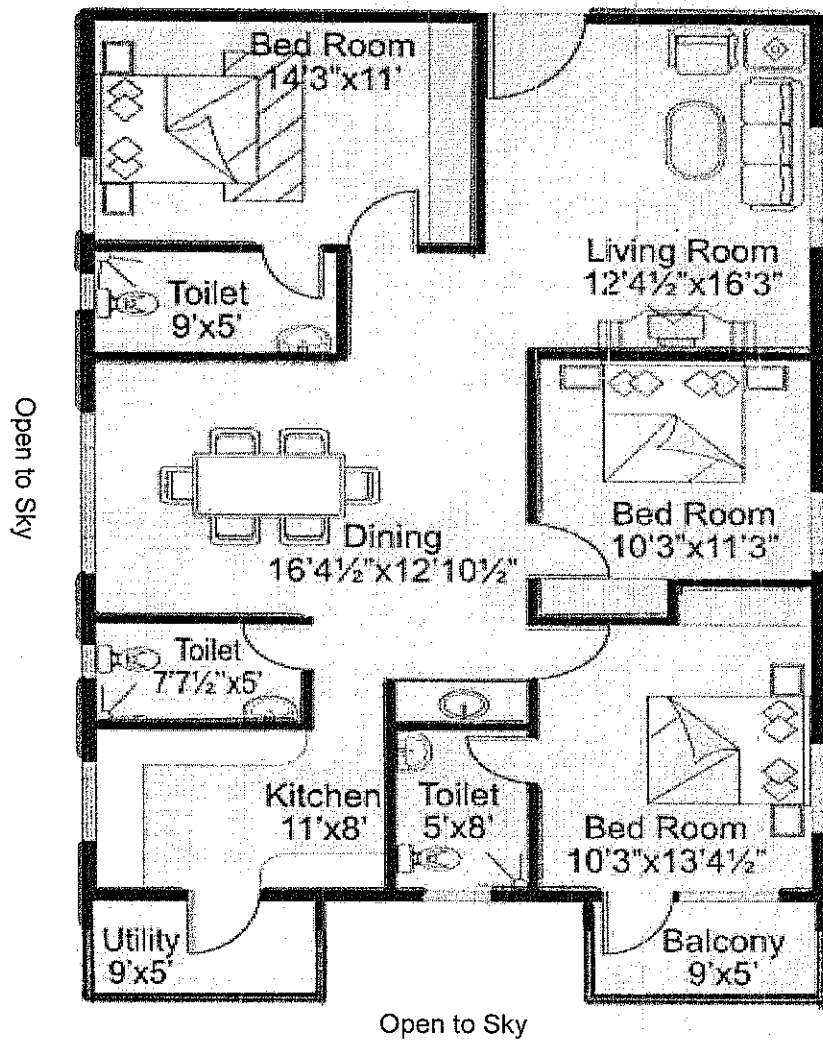 Bed Room
14'3"x11'
Living Room
12'4½"x16'3"
Toilet
9'x5'
Open to Sky
Bed Room
10'3"x11'3"
Dining
16'4½"x12'10½"
Toilet
7'7½"x5'
Kitchen
11'x8'
Toilet
5'x8'
Bed Room
10'3"x13'4½"
Utility
9'x5'
Balcony
9'x5'
Open to Sky